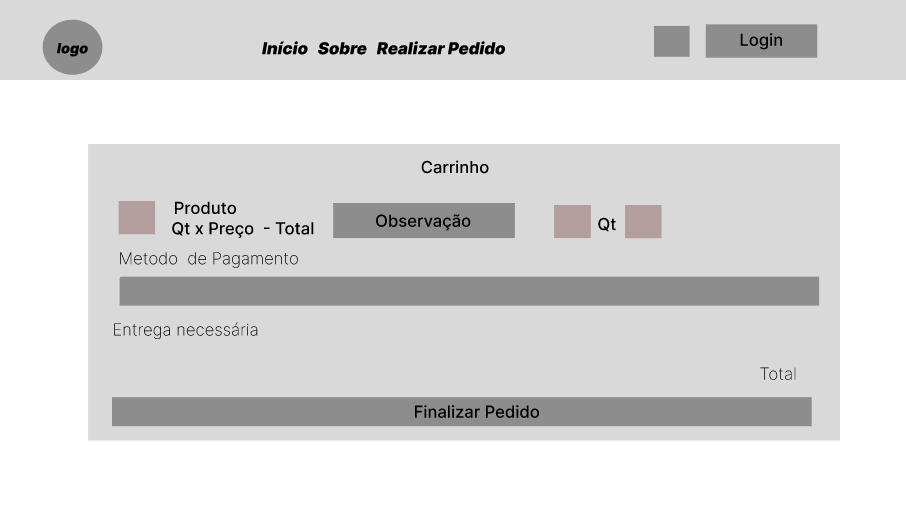 logo
Início Sobre Realizar Pedido
Login
Carrinho
Produto
Qt x Preço - Total
Observação
Qt
Metodo de Pagamento
Entrega necessária
Total
Finalizar Pedido